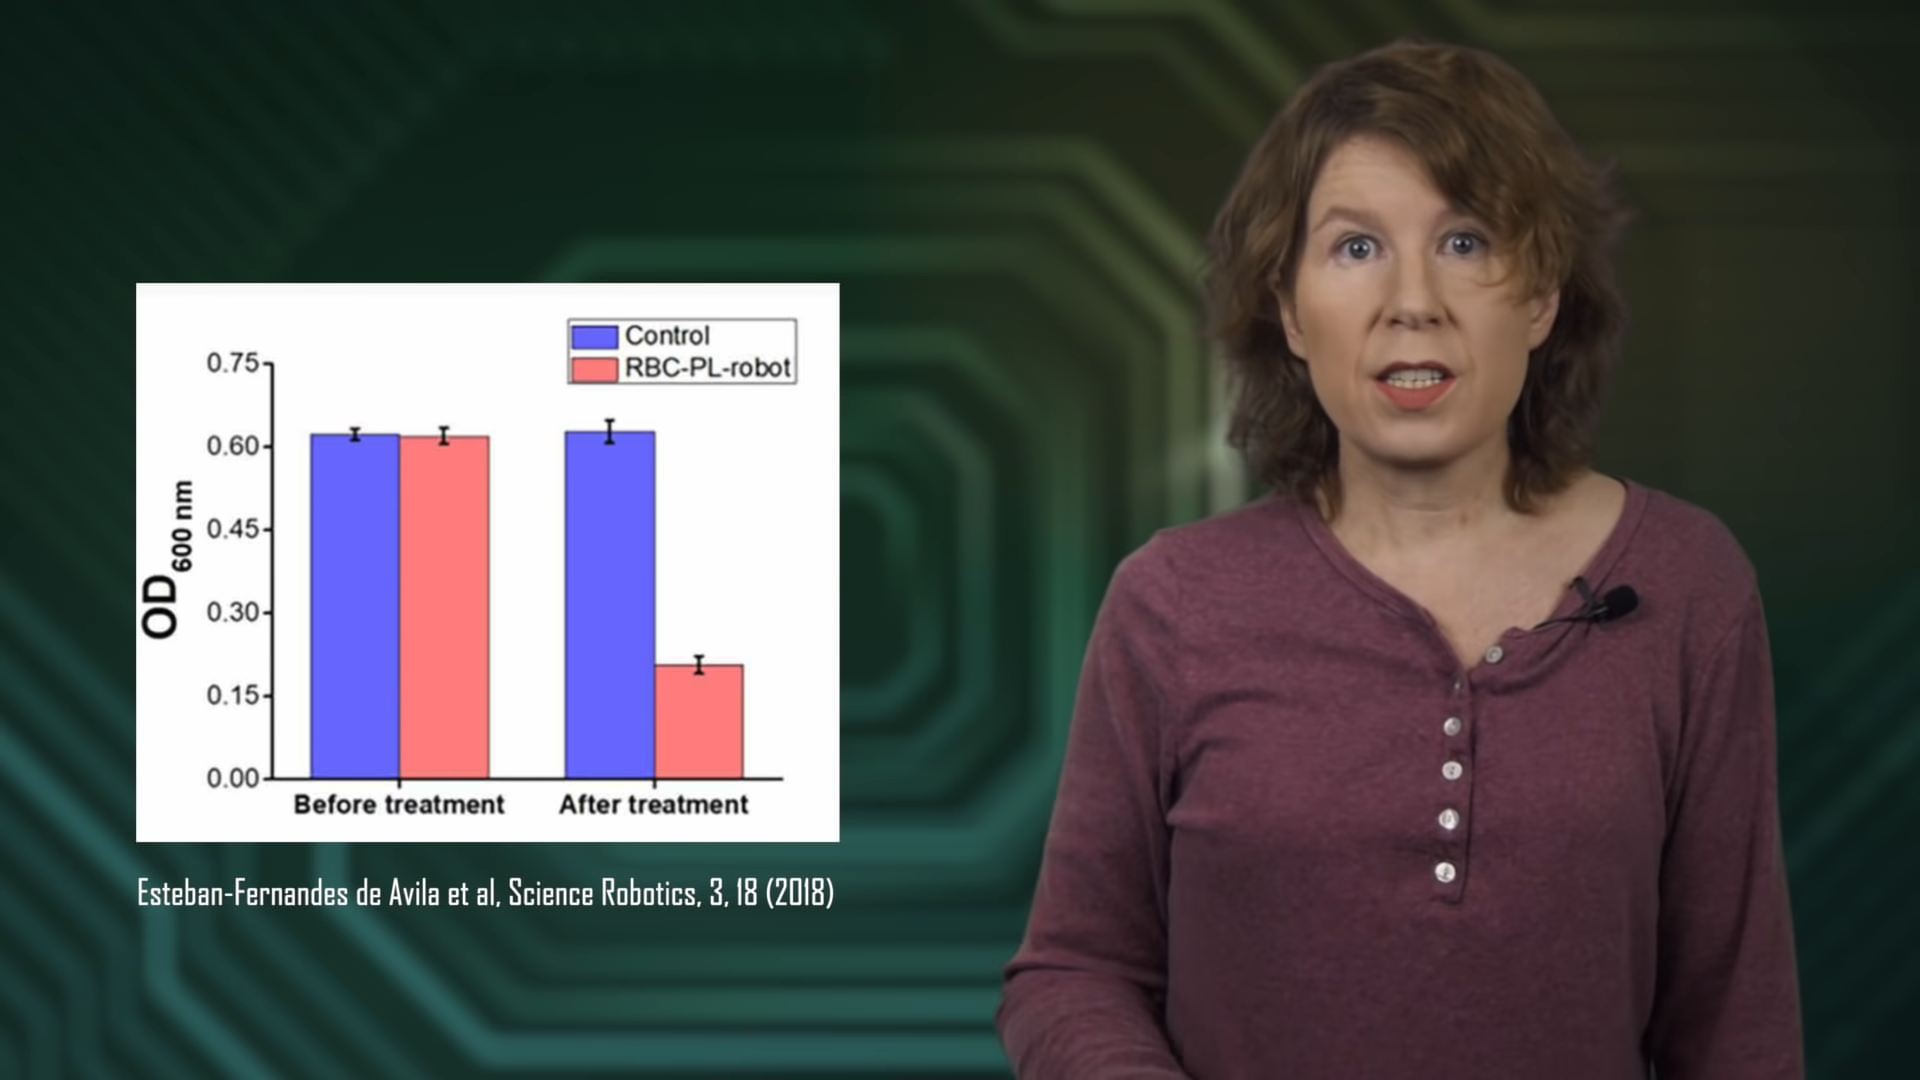 Control
RBC-PL-robot
0.75
0.60
0.45
0.30
0.15
0.00
OD600 nm
Before treatment
After treatment
Esteban-Fernandes de Avila et al, Science Robotics, 3, 18 (2018)